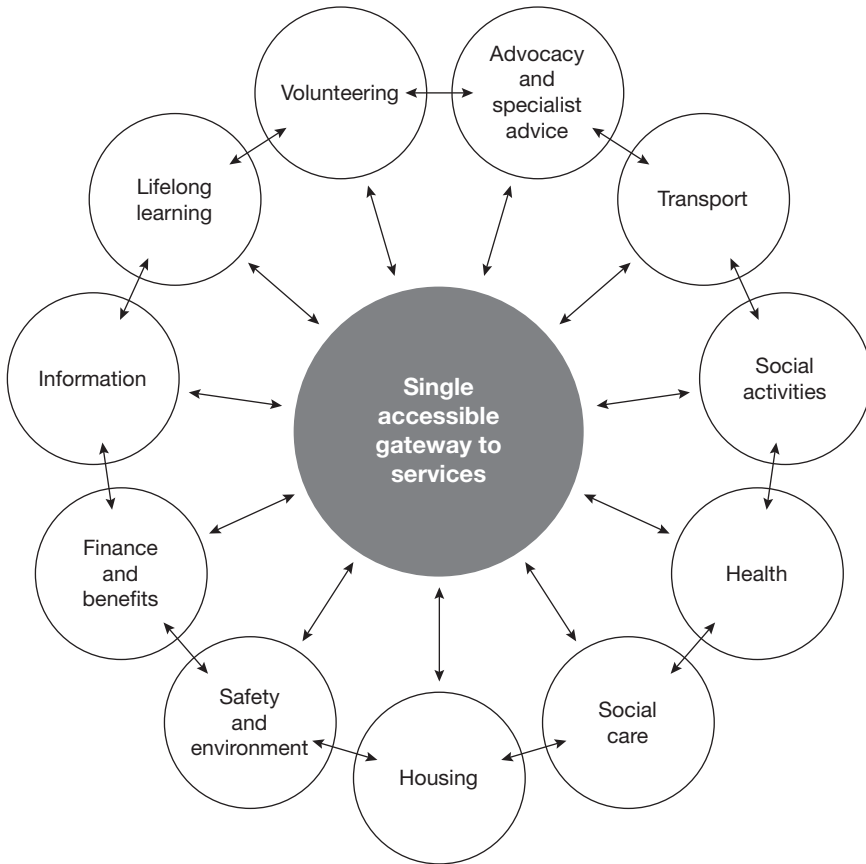 Volunteering
Advocacy
and
specialist
advice
Lifelong
learning
Transport
Information
Single
accessible
gateway to
services
Social
activities
Finance
and
benefits
Health
Safety
and
environment
Housing
Social
care